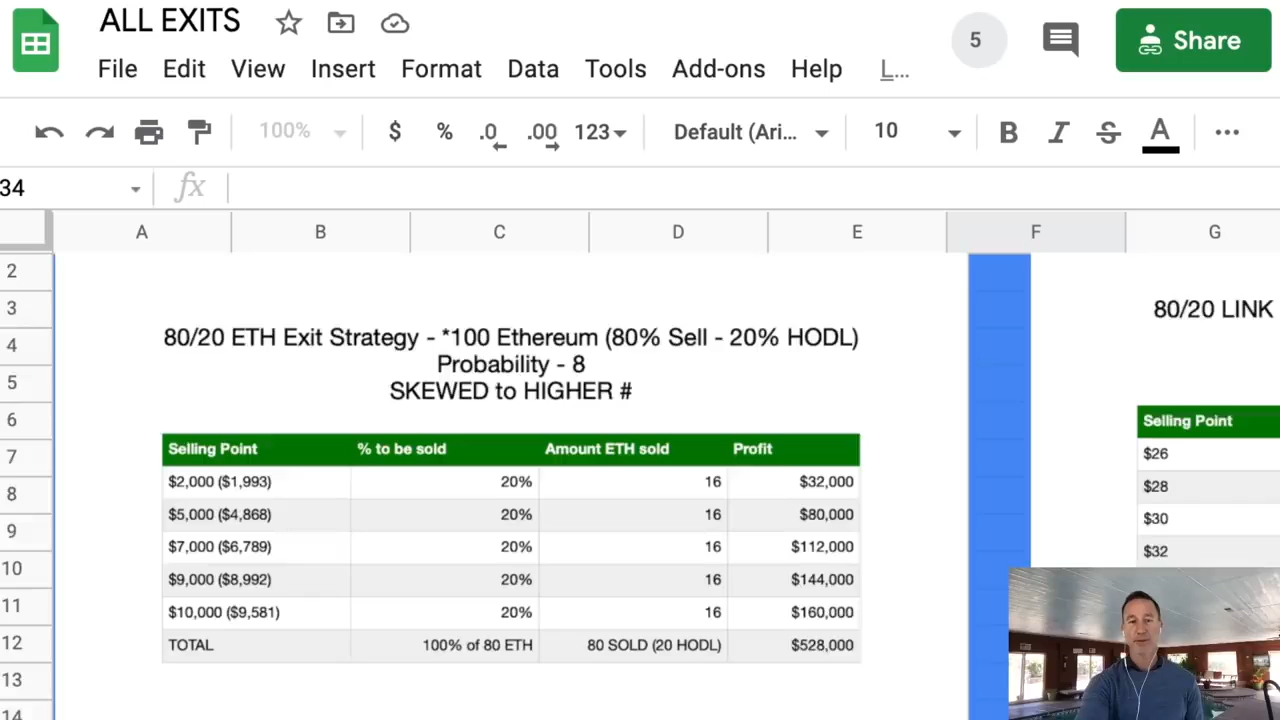 ALL EXITS
5
Share
File Edit View Insert Format Data Tools Add-ons Help L...
100% $ % .0 .00 123 Default (Ari... 10 B I S A
34 fx
A B C D E F G
2
3
4
5
6
7
8
9
10
11
12
13
14
80/20 ETH Exit Strategy - *100 Ethereum (80% Sell - 20% HODL)
Probability - 8
SKEWED to HIGHER #
Selling Point % to be sold Amount ETH sold Profit
$2,000 ($1,993) 20% 16 $32,000
$5,000 ($4,868) 20% 16 $80,000
$7,000 ($6,789) 20% 16 $112,000
$9,000 ($8,992) 20% 16 $144,000
$10,000 ($9,581) 20% 16 $160,000
TOTAL 100% of 80 ETH 80 SOLD (20 HODL) $528,000
80/20 LINK
Selling Point
$26
$28
$30
$32